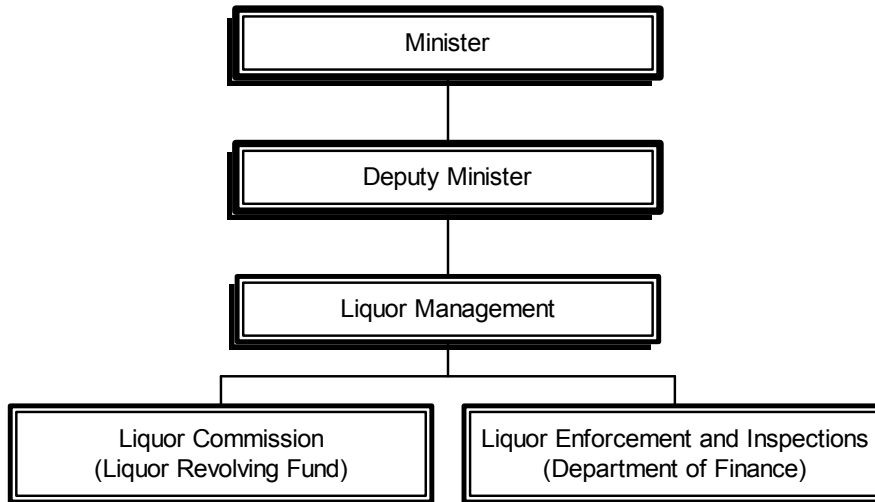 Minister
Deputy Minister
Liquor Management
Liquor Commission
(Liquor Revolving Fund)
Liquor Enforcement and Inspections
(Department of Finance)